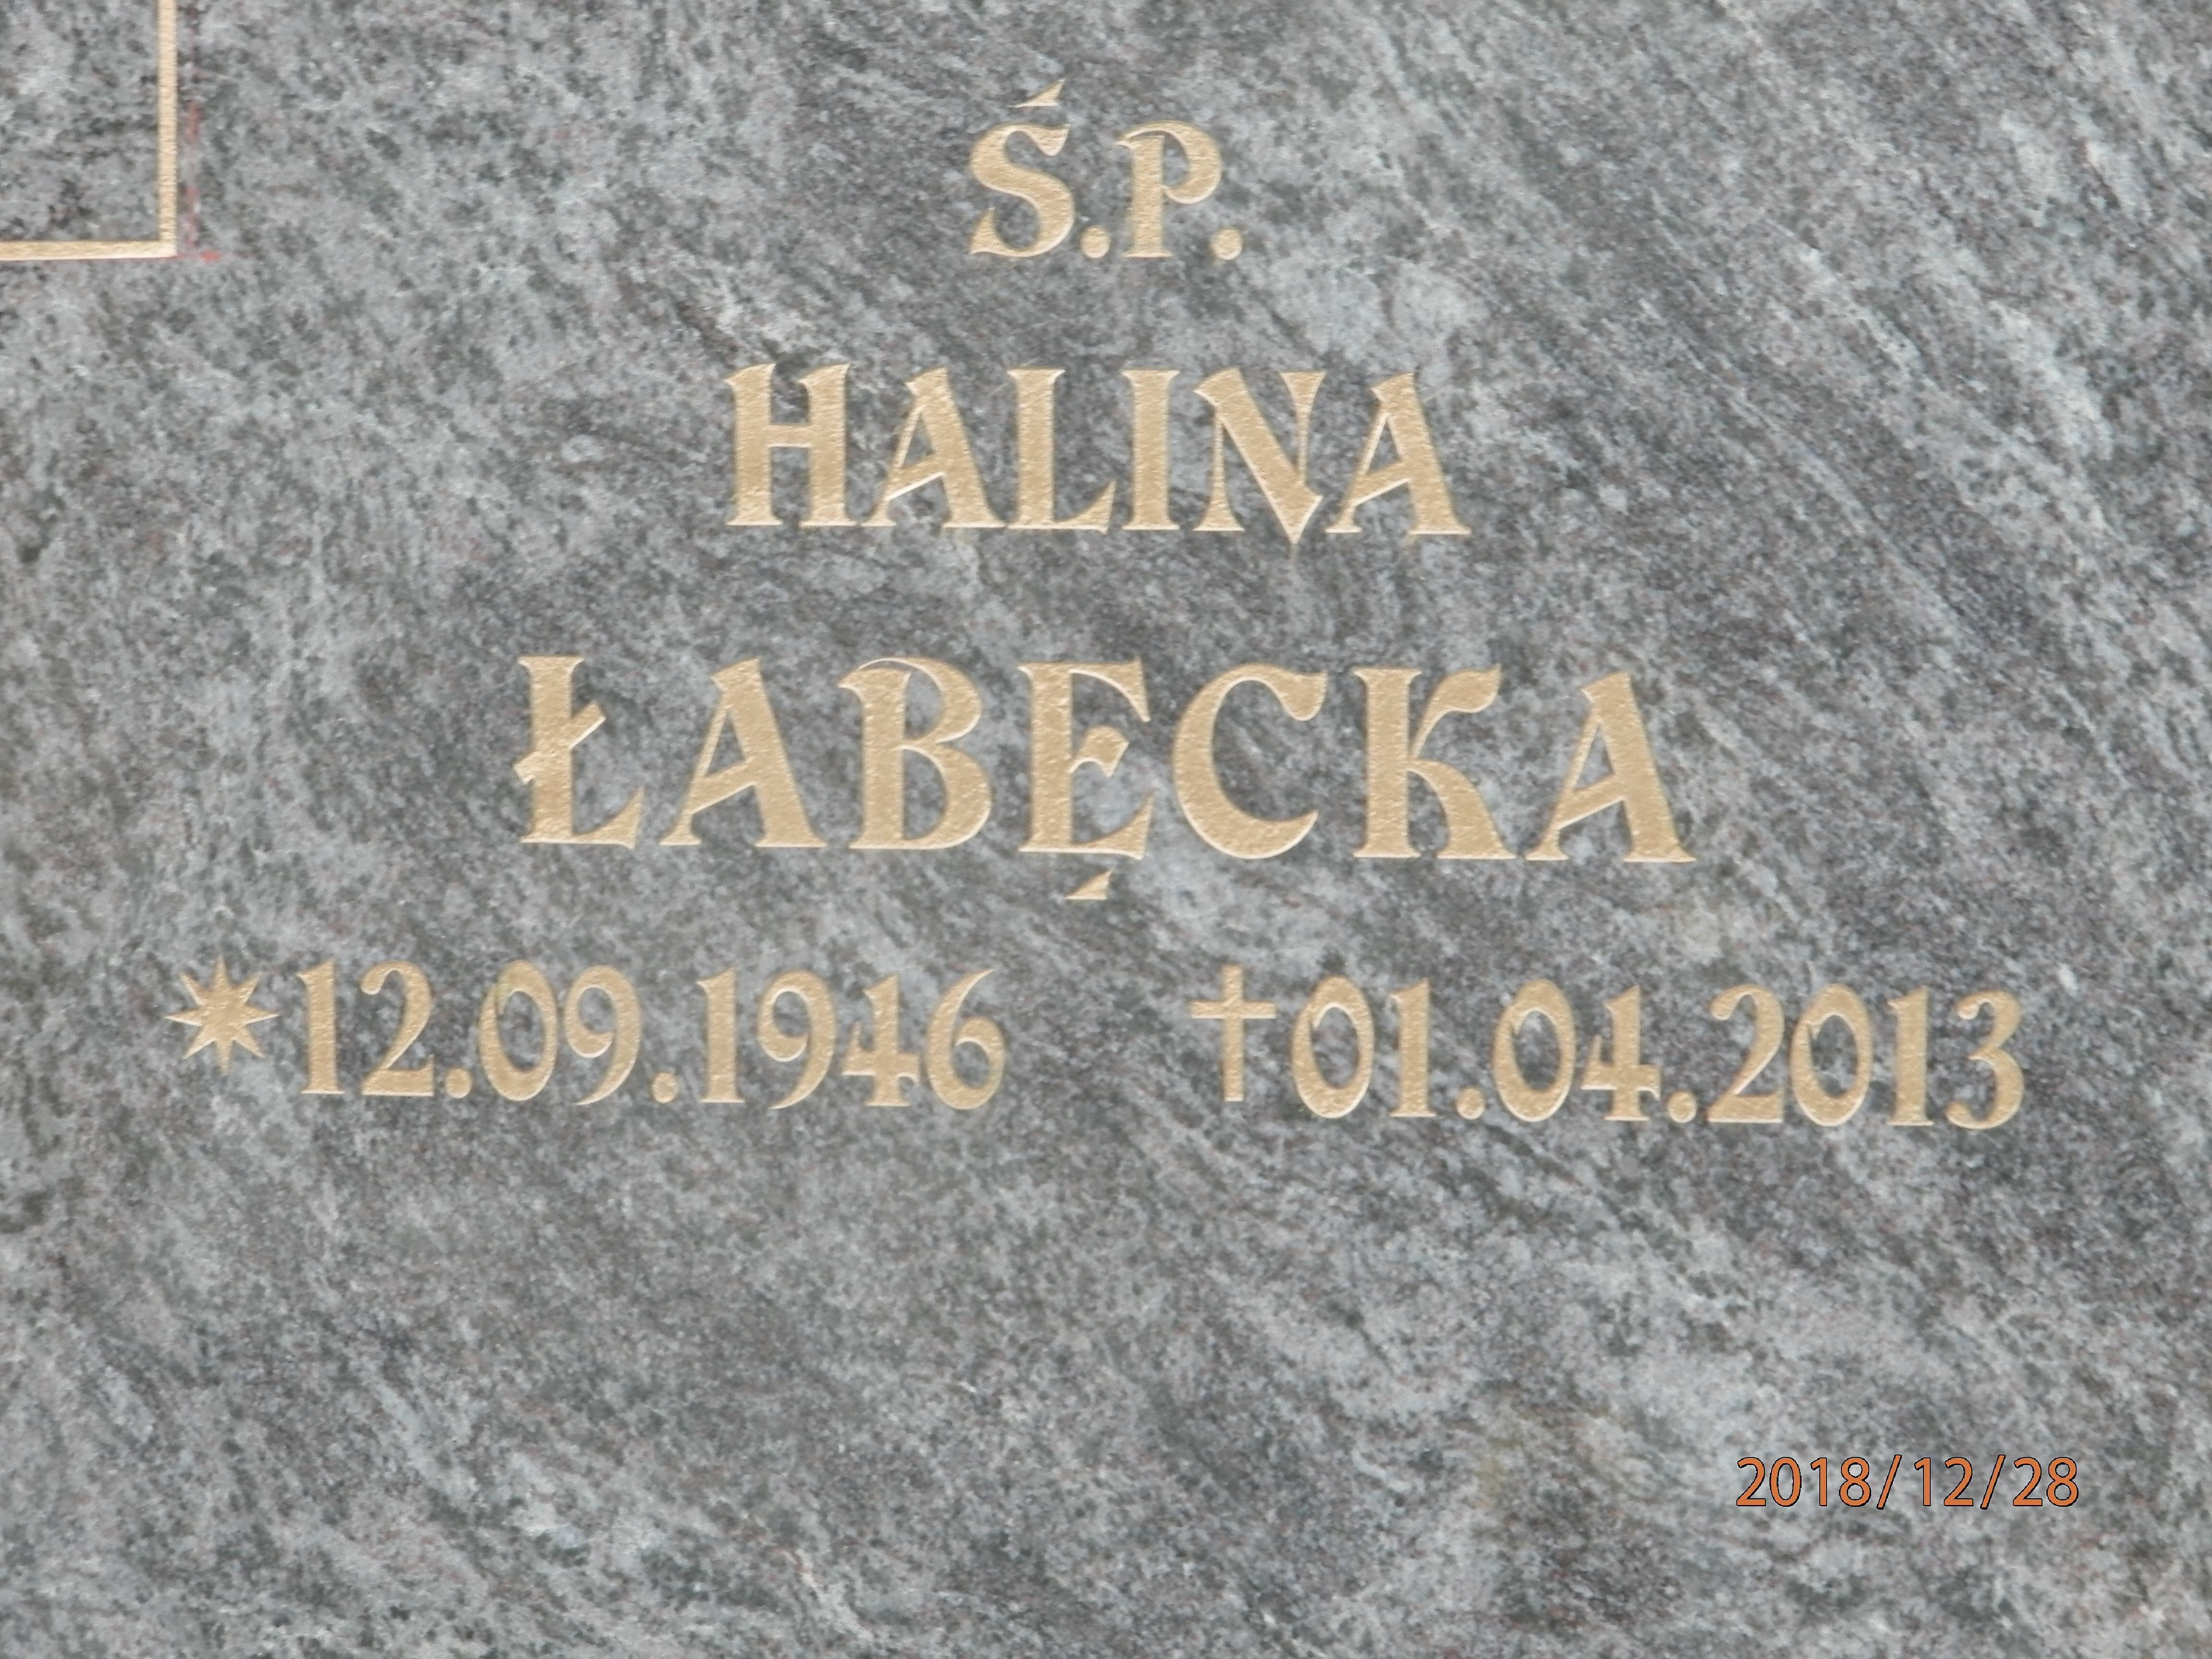 Ś.P.
HALINA
ŁABĘCKA
*12.09.1946 †01.04.2013
2018/12/28